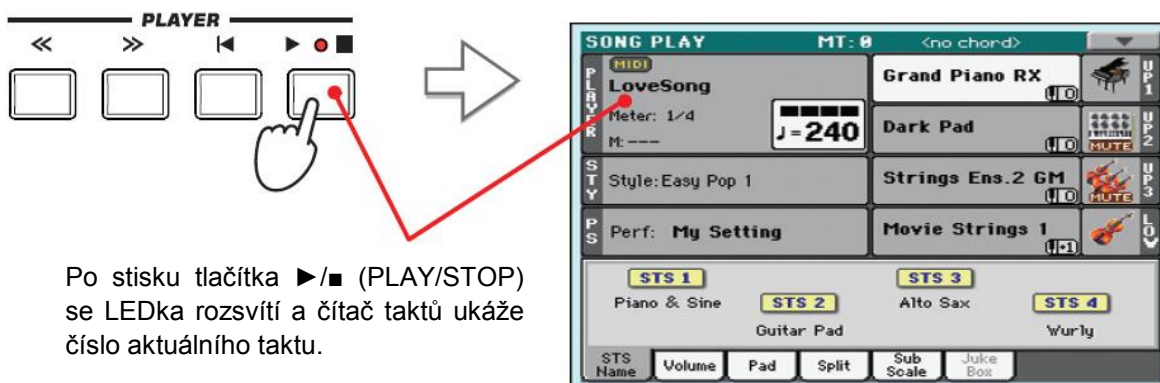 PLAYER
SONG PLAY MT: 0 <no chord>
PLAYER
MIDI
LoveSong
Meter: 1/4
M: ---
♩=240
Grand Piano RX
0
UP1
Dark Pad
0
MUTE
UP2
STY
Style:Easy Pop 1
Strings Ens.2 GM
0
MUTE
UP3
PS
Perf: My Setting
Movie Strings 1
+1
LOW
STS 1
Piano & Sine
STS 2
Guitar Pad
STS 3
Alto Sax
STS 4
Wurly
STS Name
Volume
Pad
Split
Sub Scale
Juke Box
Po stisku tlačítka ►/■ (PLAY/STOP)
se LEDka rozsvítí a čítač taktů ukáže
číslo aktuálního taktu.